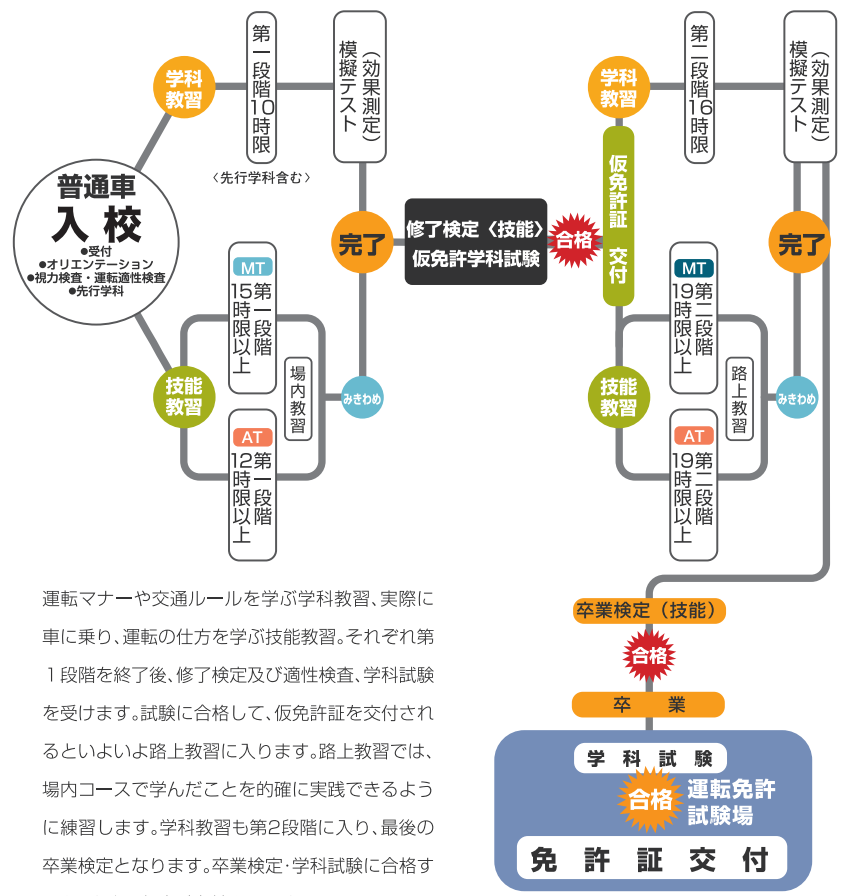 普通車
入校
●受付
●オリエンテーション
●視力検査・運転適性検査
●先行学科
学科
教習
第一段階10時限
〈先行学科含む〉
（効果測定）
模擬テスト
技能
教習
MT
第一段階
15時限以上
AT
第一段階
12時限以上
場内教習
みきわめ
完了
修了検定〈技能〉
仮免許学科試験
合格
仮免許証 交付
学科
教習
第二段階16時限
（効果測定）
模擬テスト
技能
教習
MT
第二段階
19時限以上
AT
第二段階
19時限以上
路上教習
みきわめ
完了
卒業検定（技能）
合格
卒 業
学科試験
合格
運転免許
試験場
免許証交付
運転マナーや交通ルールを学ぶ学科教習、実際に
車に乗り、運転の仕方を学ぶ技能教習。それぞれ第
１段階を終了後、修了検定及び適性検査、学科試験
を受けます。試験に合格して、仮免許証を交付され
るといよいよ路上教習に入ります。路上教習では、
場内コースで学んだことを的確に実践できるよう
に練習します。学科教習も第2段階に入り、最後の
卒業検定となります。卒業検定・学科試験に合格す